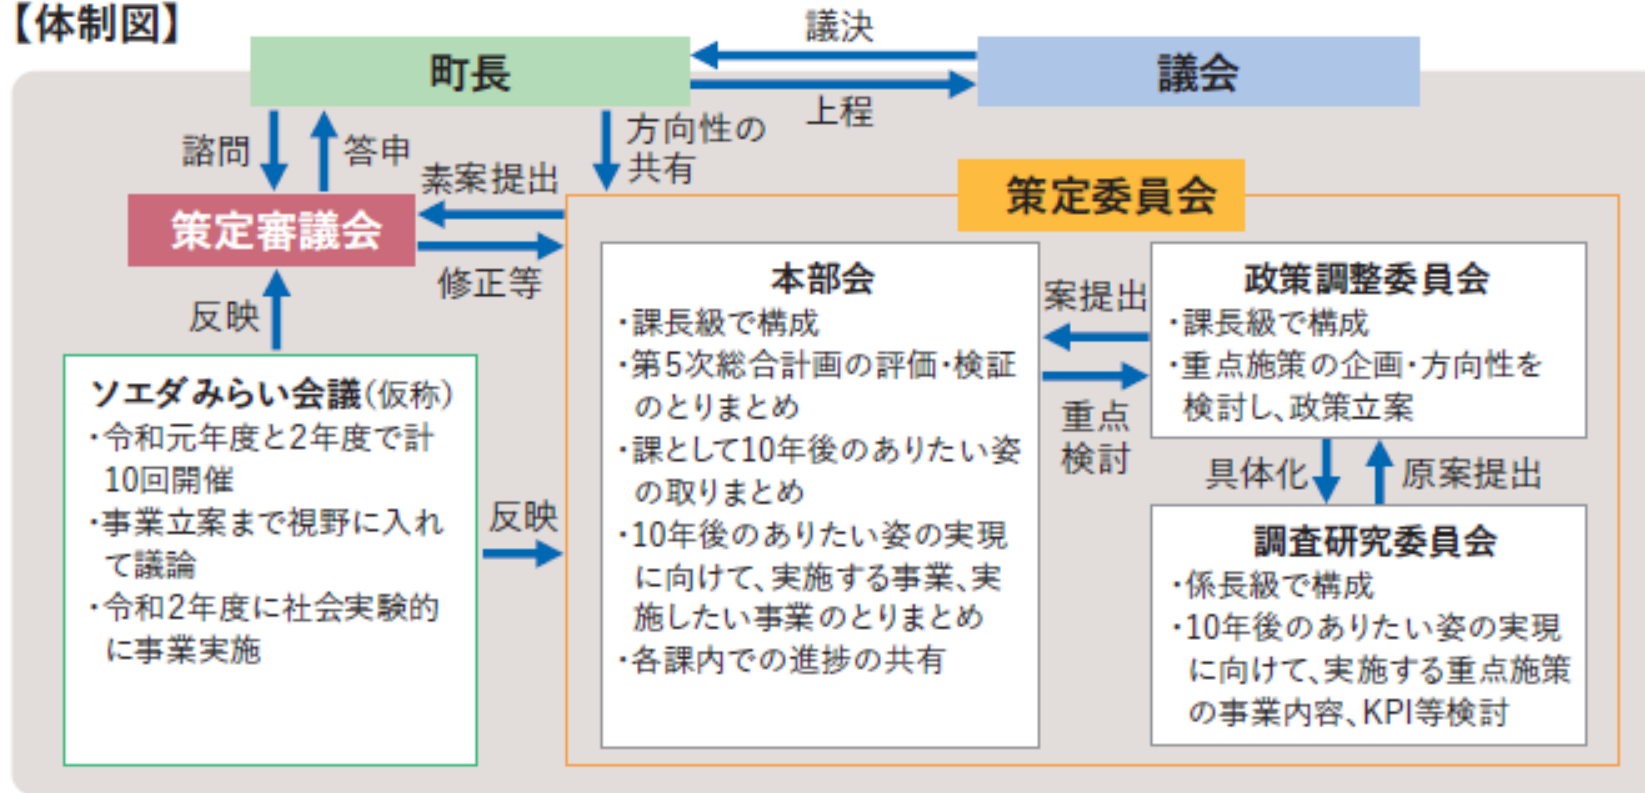 【体制図】
議決
町長
議会
上程
諮問
答申
方向性の
共有
素案提出
策定審議会
修正等
反映
策定委員会
ソエダみらい会議(仮称)
・令和元年度と2年度で計
10回開催
・事業立案まで視野に入れ
て議論
・令和2年度に社会実験的
に事業実施
反映
本部会
・課長級で構成
・第5次総合計画の評価・検証
のとりまとめ
・課として10年後のありたい姿
の取りまとめ
・10年後のありたい姿の実現
に向けて、実施する事業、実
施したい事業のとりまとめ
・各課内での進捗の共有
案提出
重点
検討
政策調整委員会
・課長級で構成
・重点施策の企画・方向性を
検討し、政策立案
具体化
原案提出
調査研究委員会
・係長級で構成
・10年後のありたい姿の実現
に向けて、実施する重点施策
の事業内容、KPI等検討